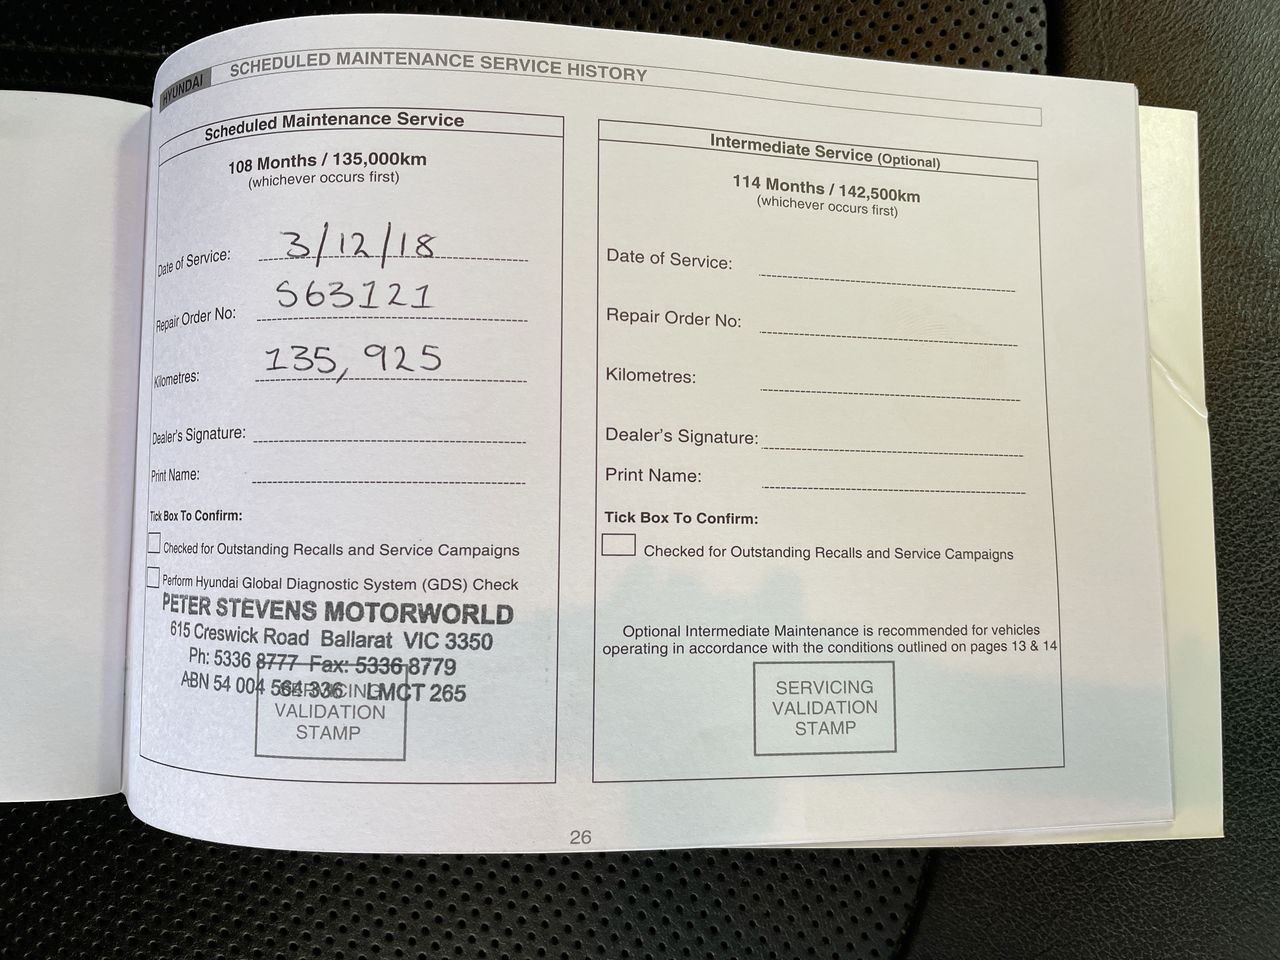 HYUNDAI
SCHEDULED MAINTENANCE SERVICE HISTORY
Scheduled Maintenance Service
108 Months / 135,000km
(whichever occurs first)
Date of Service: 3/12/18
Repair Order No: S63121
Kilometres: 135,925
Dealer's Signature:
Print Name:
Tick Box To Confirm:
Checked for Outstanding Recalls and Service Campaigns
Perform Hyundai Global Diagnostic System (GDS) Check
PETER STEVENS MOTORWORLD
615 Creswick Road Ballarat VIC 3350
Ph: 5336 8777 Fax: 5336 8779
ABN 54 004 564 336 LMCT 265
SERVICING
VALIDATION
STAMP
Intermediate Service (Optional)
114 Months / 142,500km
(whichever occurs first)
Date of Service:
Repair Order No:
Kilometres:
Dealer's Signature:
Print Name:
Tick Box To Confirm:
Checked for Outstanding Recalls and Service Campaigns
Optional Intermediate Maintenance is recommended for vehicles
operating in accordance with the conditions outlined on pages 13 & 14
SERVICING
VALIDATION
STAMP
26